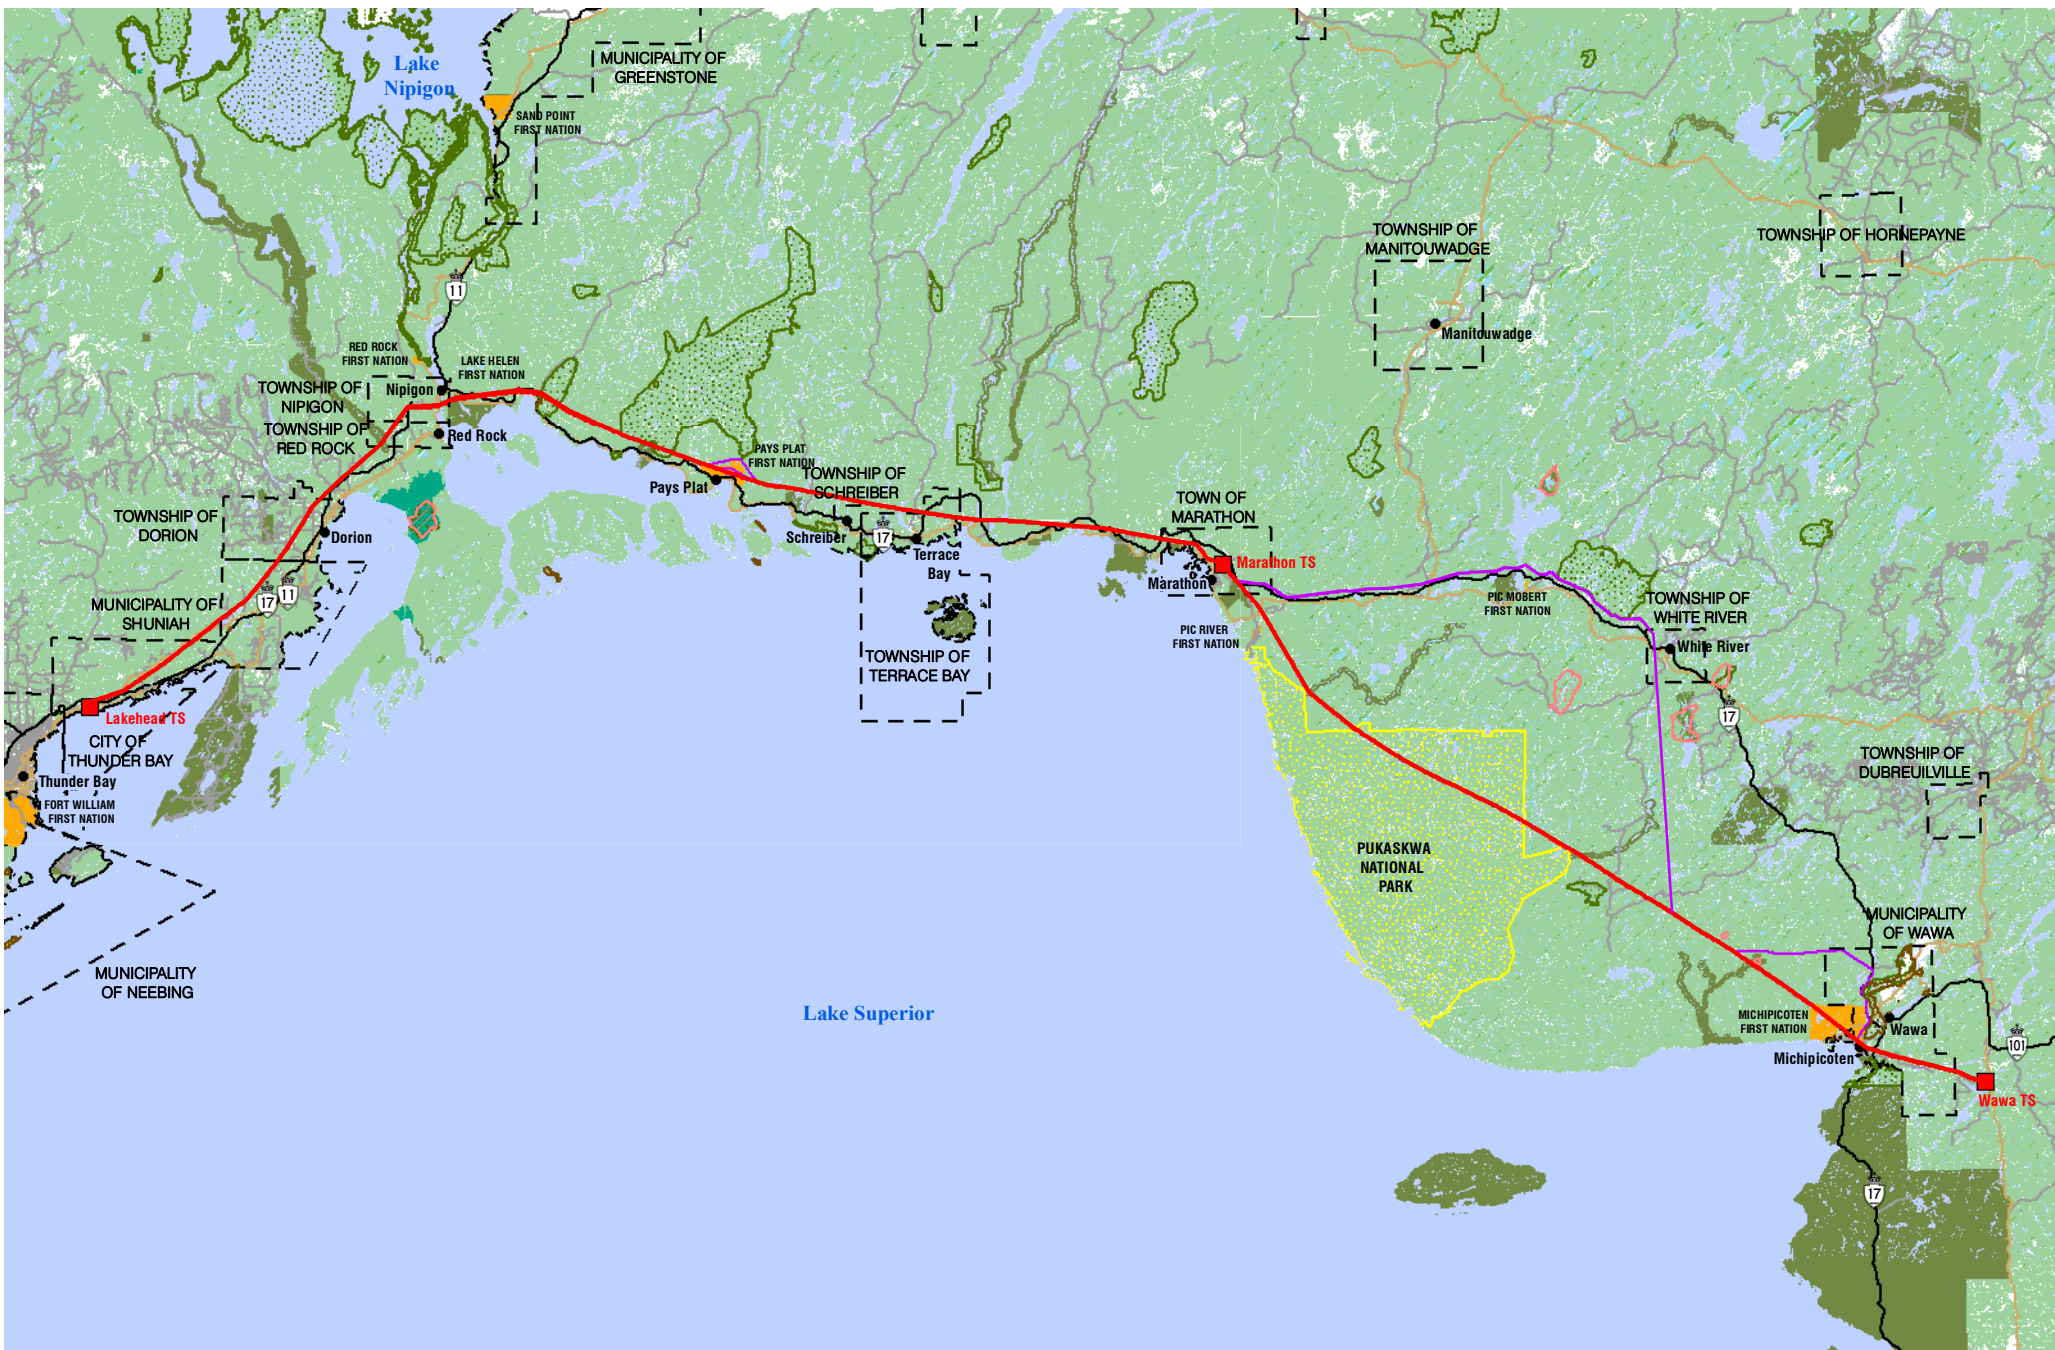 Lake
Nipigon
MUNICIPALITY OF
GREENSTONE
SAND POINT
FIRST NATION
TOWNSHIP OF
MANITOUWADGE
TOWNSHIP OF HORNEPAYNE
11
Manitouwadge
RED ROCK
FIRST NATION
LAKE HELEN
FIRST NATION
TOWNSHIP OF
NIPIGON
Nipigon
TOWNSHIP OF
RED ROCK
Red Rock
PAYS PLAT
FIRST NATION
Pays Plat
TOWNSHIP OF
SCHREIBER
TOWN OF
MARATHON
TOWNSHIP OF
DORION
Dorion
Schreiber
17
Terrace
Bay
Marathon TS
Marathon
PIC MOBERT
FIRST NATION
TOWNSHIP OF
WHITE RIVER
MUNICIPALITY OF
SHUNIAH
17
11
PIC RIVER
FIRST NATION
White River
TOWNSHIP OF
TERRACE BAY
Lakehead TS
17
CITY OF
THUNDER BAY
TOWNSHIP OF
DUBREUILVILLE
Thunder Bay
FORT WILLIAM
FIRST NATION
PUKASKWA
NATIONAL
PARK
MUNICIPALITY
OF WAWA
MUNICIPALITY
OF NEEBING
Lake Superior
MICHIPICOTEN
FIRST NATION
Wawa
101
Michipicoten
Wawa TS
17